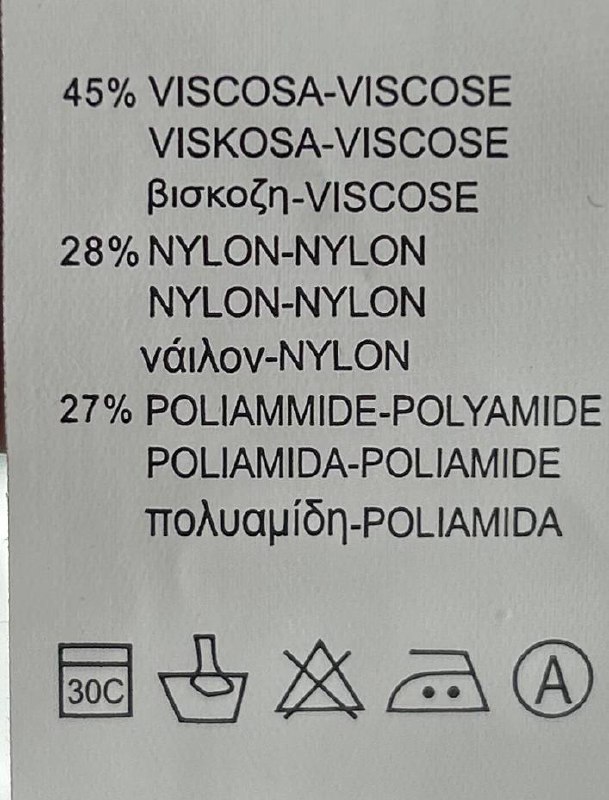 45% VISCOSA-VISCOSE
VISKOSA-VISCOSE
βισκοζη-VISCOSE
28% NYLON-NYLON
NYLON-NYLON
νάιλον-NYLON
27% POLIAMMIDE-POLYAMIDE
POLIAMIDA-POLIAMIDE
πολυαμίδη-POLIAMIDA
30C A